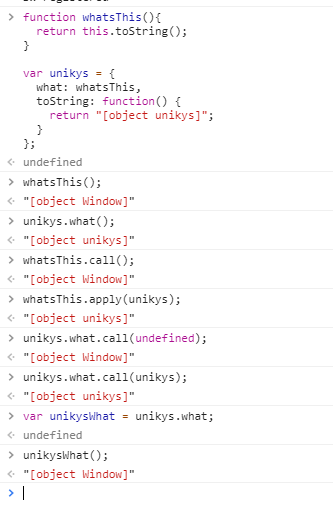 function whatsThis(){
return this.toString();
}
var unikys = {
what: whatsThis,
toString: function() {
return "[object unikys]";
}
};
undefined
whatsThis();
"[object Window]"
unikys.what();
"[object unikys]"
whatsThis.call();
"[object Window]"
whatsThis.apply(unikys);
"[object unikys]"
unikys.what.call(undefined);
"[object Window]"
unikys.what.call(unikys);
"[object unikys]"
var unikysWhat = unikys.what;
undefined
unikysWhat();
"[object Window]"